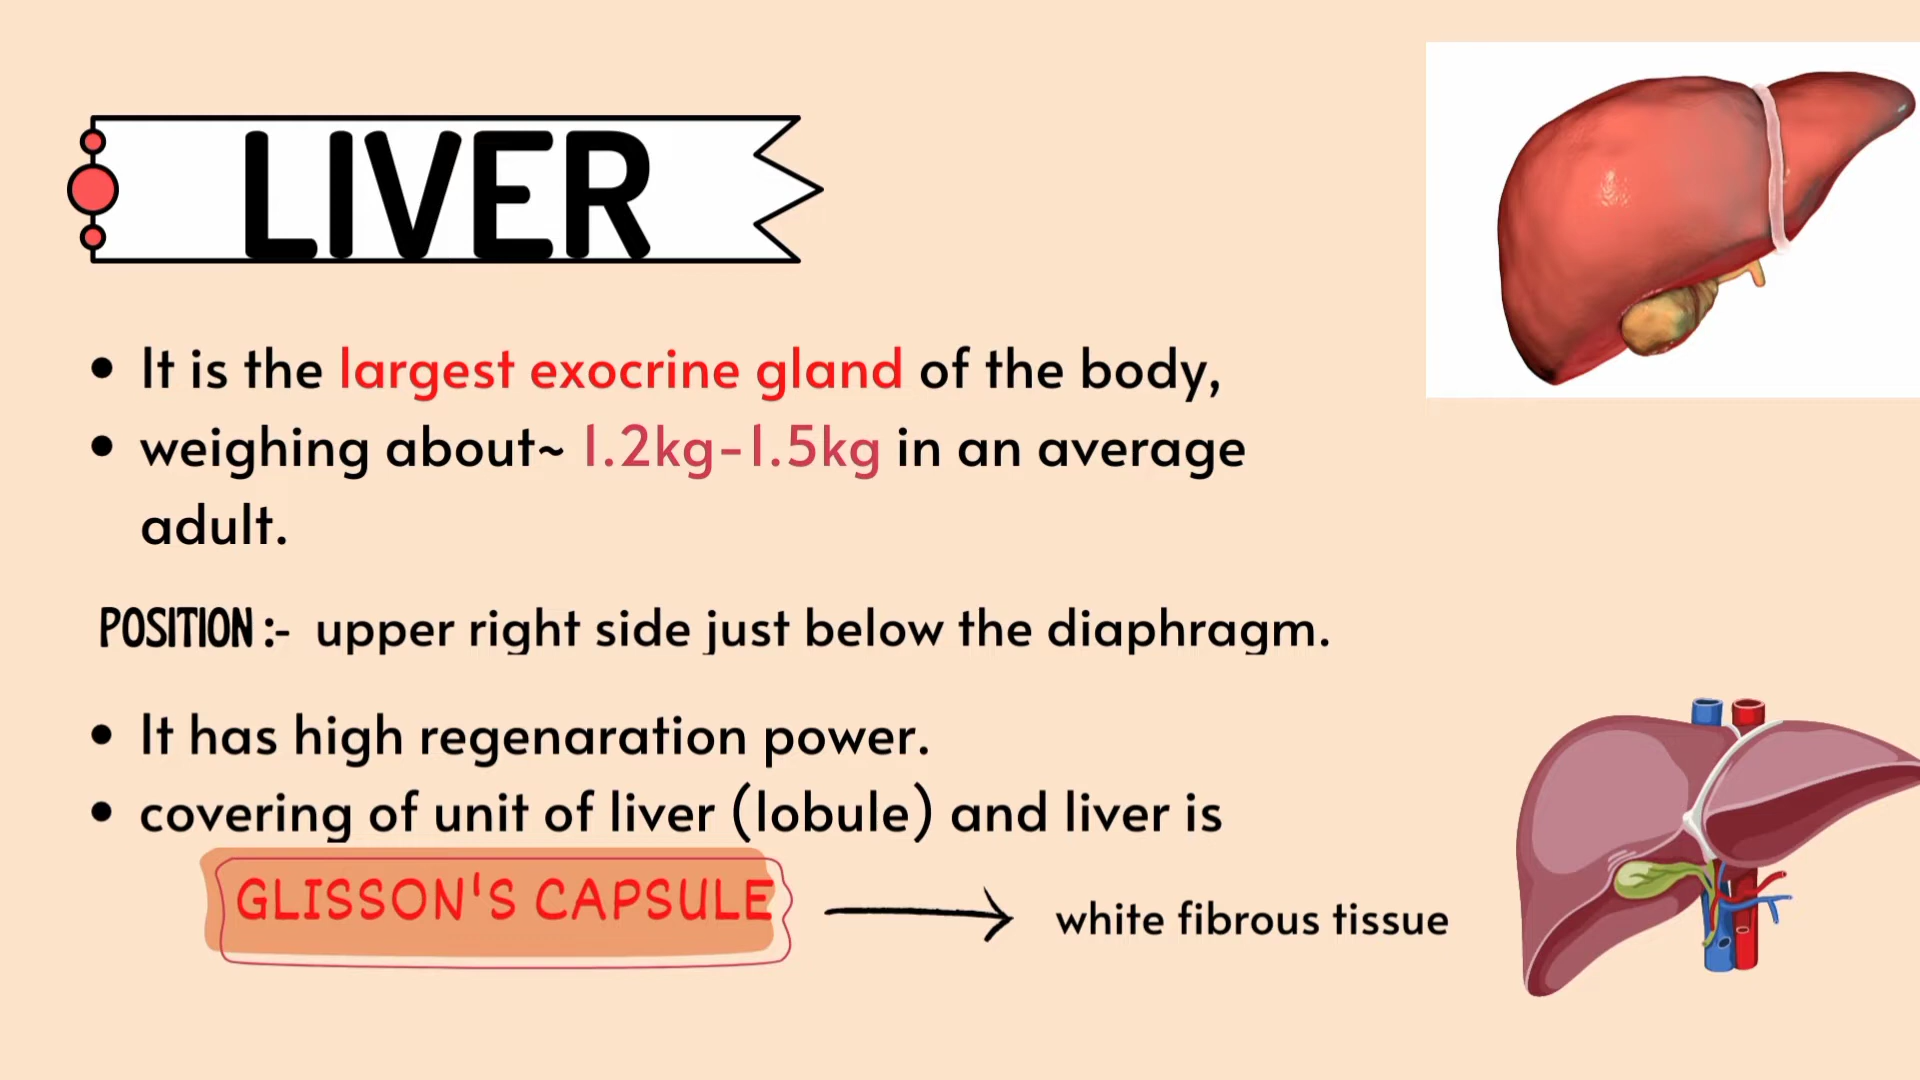 LIVER
• It is the largest exocrine gland of the body,
• weighing about~ 1.2kg-1.5kg in an average
adult.
POSITION :- upper right side just below the diaphragm.
• It has high regenaration power.
• covering of unit of liver (lobule) and liver is
GLISSON'S CAPSULE → white fibrous tissue